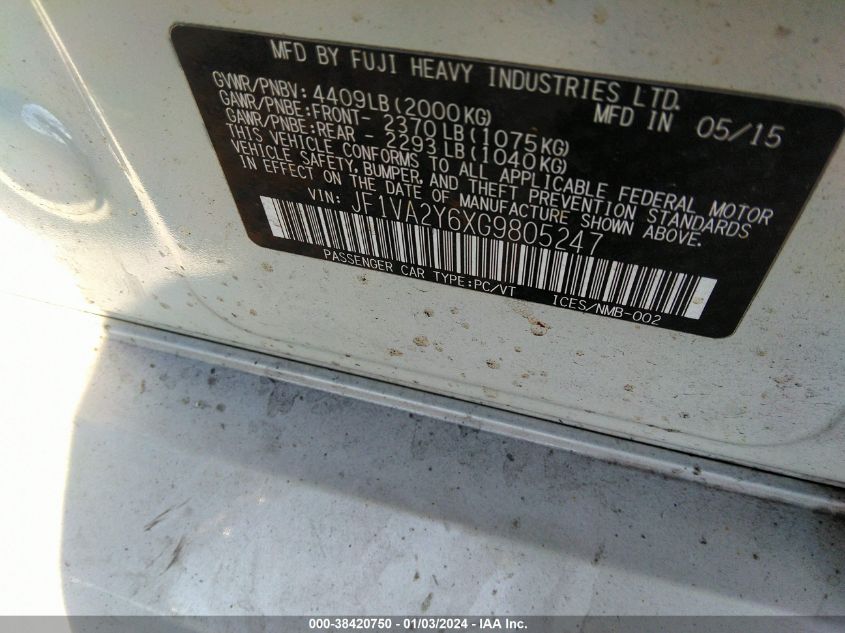 MFD BY FUJI HEAVY INDUSTRIES LTD.
GVWR/PNBV: 4409LB(2000KG) MFD IN 05/15
GAWR/PNBE:FRONT- 2370LB(1075KG)
GAWR/PNBE:REAR - 2293LB(1040KG)
THIS VEHICLE CONFORMS TO ALL APPLICABLE FEDERAL MOTOR
VEHICLE SAFETY, BUMPER, AND THEFT PREVENTION STANDARDS
IN EFFECT ON THE DATE OF MANUFACTURE SHOWN ABOVE.
VIN: JF1VA2Y6XG9805247
PASSENGER CAR TYPE:PC/VT ICES/NMB-002
000-38420750 - 01/03/2024 - IAA Inc.